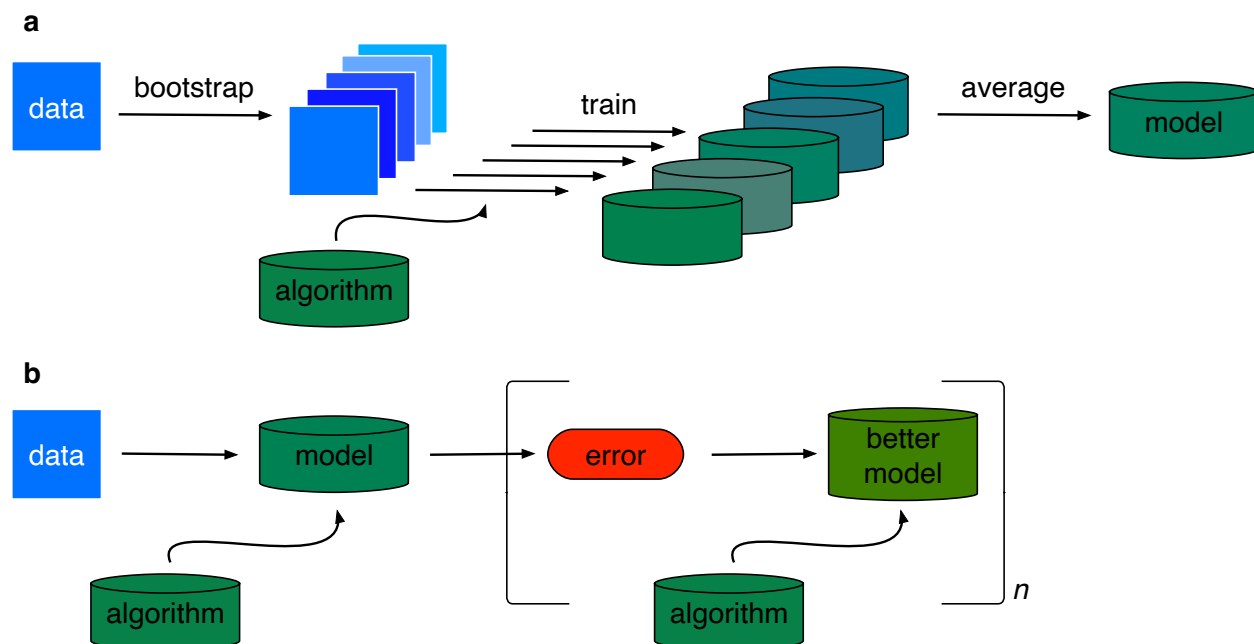 a
data
bootstrap
train
average
model
algorithm
b
data
model
error
better
model
algorithm
algorithm
n